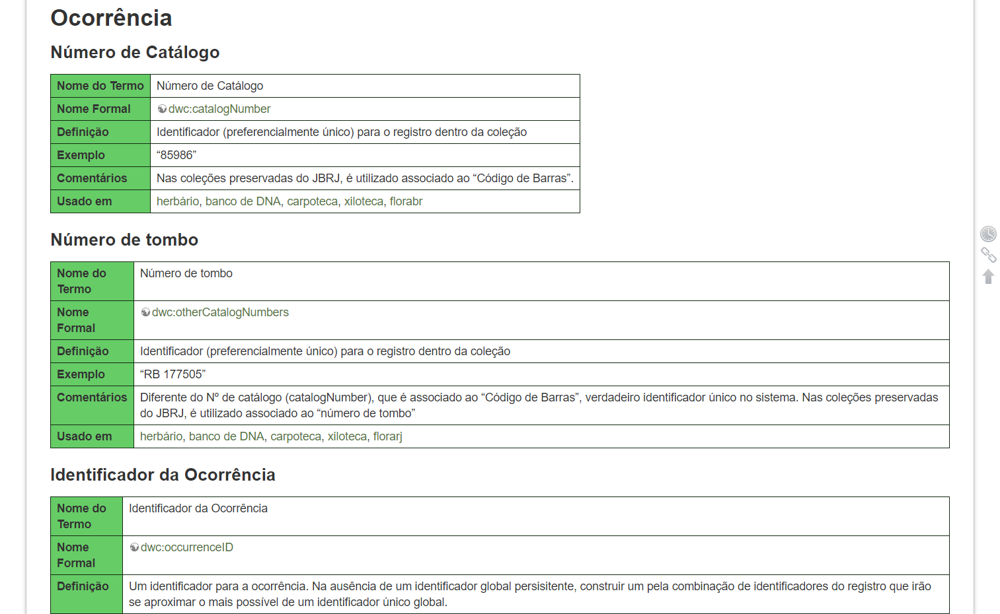 Ocorrência
Número de Catálogo
Nome do Termo Número de Catálogo
Nome Formal dwc:catalogNumber
Definição Identificador (preferencialmente único) para o registro dentro da coleção
Exemplo “85986”
Comentários Nas coleções preservadas do JBRJ, é utilizado associado ao “Código de Barras”.
Usado em herbário, banco de DNA, carpoteca, xiloteca, florabr
Número de tombo
Nome do Número de tombo
Termo
Nome dwc:otherCatalogNumbers
Formal
Definição Identificador (preferencialmente único) para o registro dentro da coleção
Exemplo “RB 177505”
Comentários Diferente do Nº de catálogo (catalogNumber), que é associado ao “Código de Barras”, verdadeiro identificador único no sistema. Nas coleções preservadas
do JBRJ, é utilizado associado ao “número de tombo”
Usado em herbário, banco de DNA, carpoteca, xiloteca, florarj
Identificador da Ocorrência
Nome do Identificador da Ocorrência
Termo
Nome dwc:occurrenceID
Formal
Definição Um identificador para a ocorrência. Na ausência de um identificador global persisitente, construir um pela combinação de identificadores do registro que irão
se aproximar o mais possível de um identificador único global.